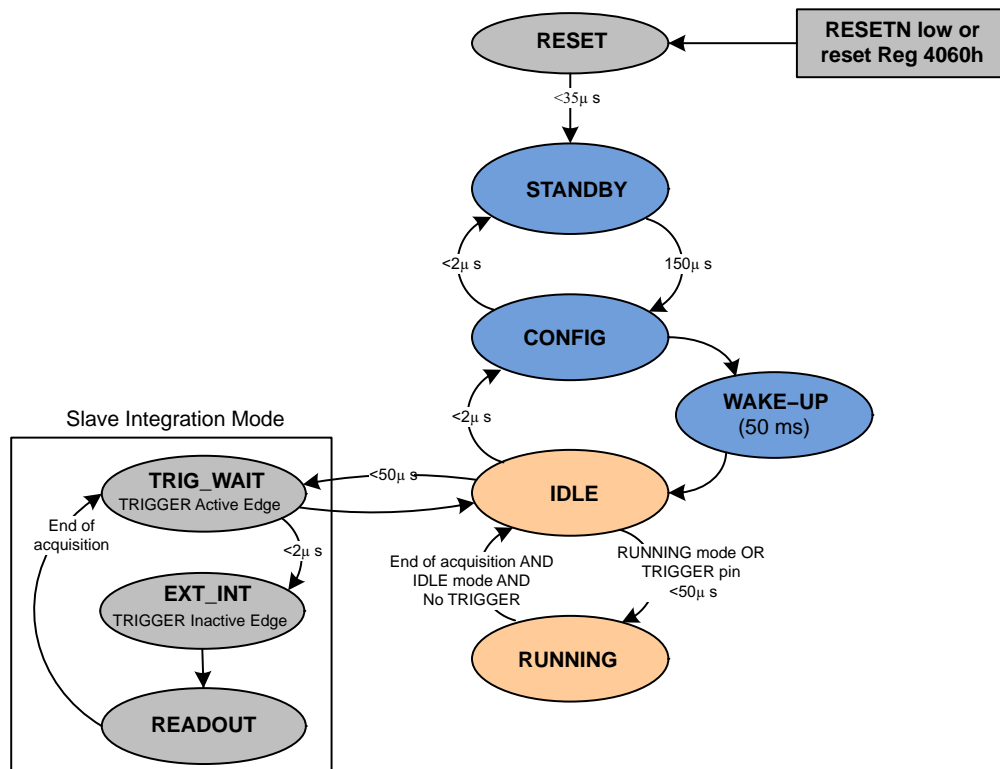 RESET
RESETN low or
reset Reg 4060h
<35μ s
STANDBY
<2μ s
150μ s
CONFIG
WAKE–UP
(50 ms)
<2μ s
Slave Integration Mode
TRIG_WAIT
TRIGGER Active Edge
<50μ s
IDLE
End of
acquisition
<2μ s
EXT_INT
TRIGGER Inactive Edge
READOUT
End of acquisition AND
IDLE mode AND
No TRIGGER
RUNNING mode OR
TRIGGER pin
<50μ s
RUNNING